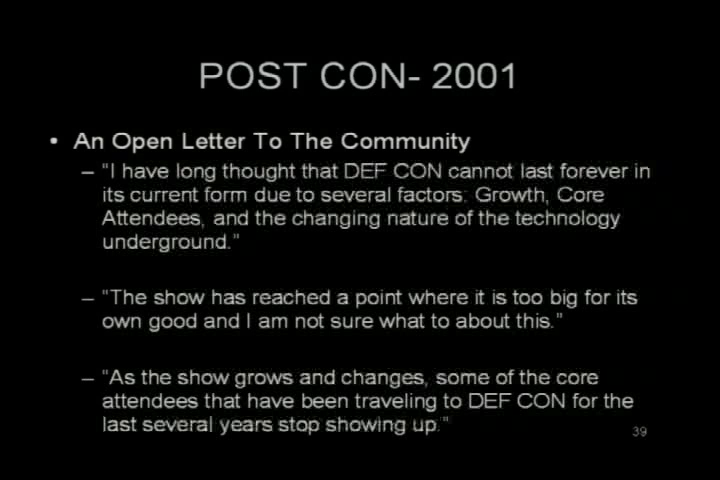 POST CON- 2001
• An Open Letter To The Community
– "I have long thought that DEF CON cannot last forever in
its current form due to several factors: Growth, Core
Attendees, and the changing nature of the technology
underground."
– "The show has reached a point where it is too big for its
own good and I am not sure what to about this."
– "As the show grows and changes, some of the core
attendees that have been traveling to DEF CON for the
last several years stop showing up."
39